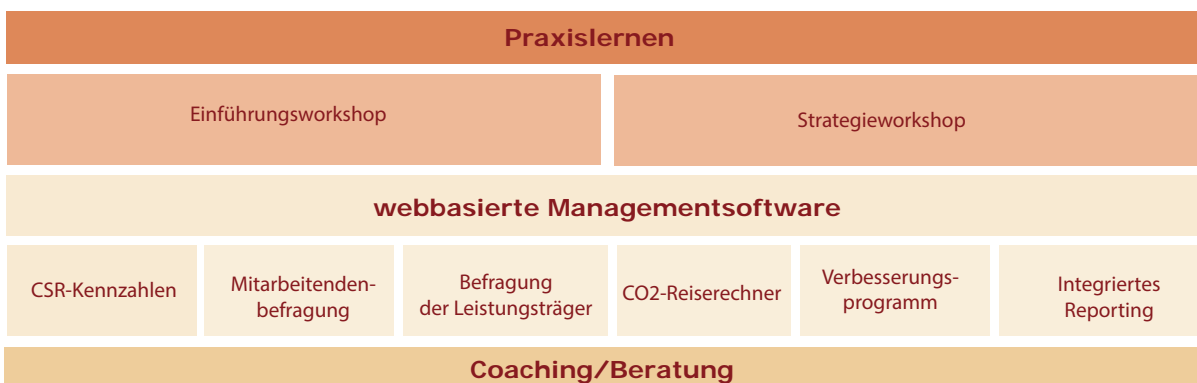 Praxislernen
Einführungsworkshop
Strategieworkshop
webbasierte Managementsoftware
CSR-Kennzahlen
Mitarbeitenden-
befragung
Befragung
der Leistungsträger
CO2-Reiserechner
Verbesserungs-
programm
Integriertes
Reporting
Coaching/Beratung